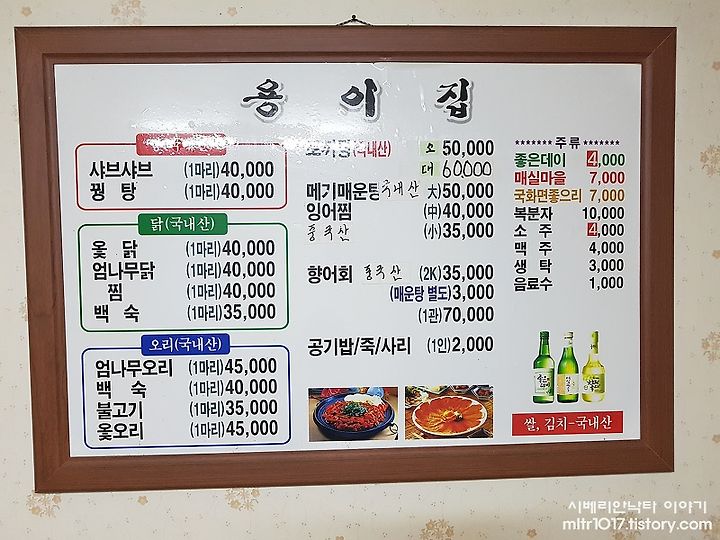 용이집
샤브샤브 (1마리) 40,000
꿩 탕 (1마리) 40,000
닭(국내산)
옻 닭 (1마리) 40,000
엄나무닭 (1마리) 40,000
찜 (1마리) 40,000
백 숙 (1마리) 35,000
오리(국내산)
엄나무오리 (1마리) 45,000
백 숙 (1마리) 40,000
불고기 (1마리) 35,000
옻오리 (1마리) 45,000
(국내산) 50,000
대 60,000
메기매운탕 국내산 (大) 50,000
잉어찜 (中) 40,000
중국산 (小) 35,000
향어회 중국산 (2K) 35,000
(매운탕 별도) 3,000
(1관) 70,000
공기밥/죽/사리 (1인) 2,000
******* 주 류 *******
좋은데이 4,000
매실마을 7,000
국화면좋으리 7,000
복분자 10,000
소 주 4,000
맥 주 4,000
생 탁 3,000
음료수 1,000
쌀, 김치-국내산
시베리안낙타 이야기
mltr1017.tistory.com